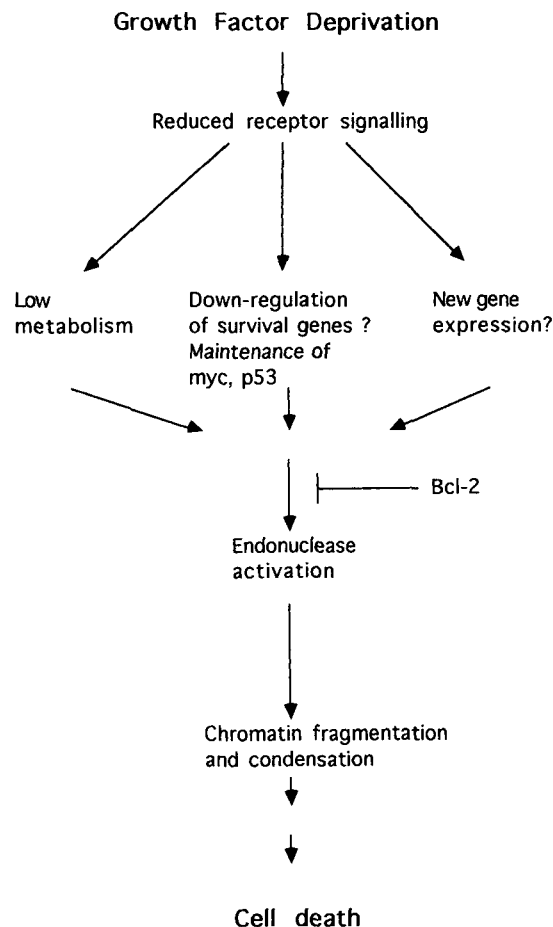 Growth Factor Deprivation
Reduced receptor signalling
Low
metabolism
Down-regulation
of survival genes ?
Maintenance of
myc, p53
New gene
expression?
Bcl-2
Endonuclease
activation
Chromatin fragmentation
and condensation
Cell death